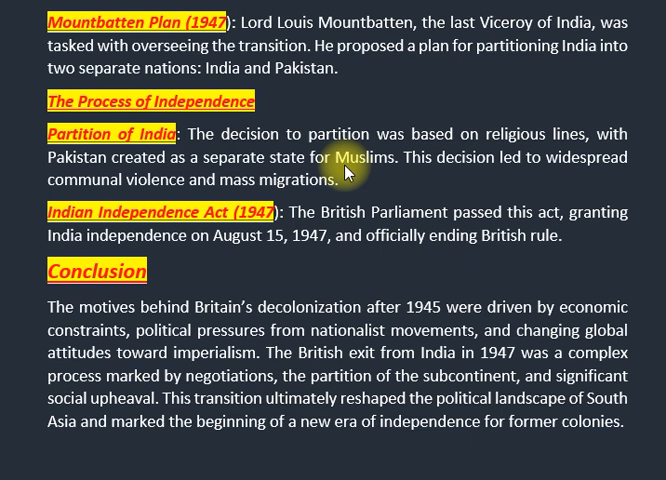 Mountbatten Plan (1947): Lord Louis Mountbatten, the last Viceroy of India, was
tasked with overseeing the transition. He proposed a plan for partitioning India into
two separate nations: India and Pakistan.
The Process of Independence
Partition of India: The decision to partition was based on religious lines, with
Pakistan created as a separate state for Muslims. This decision led to widespread
communal violence and mass migrations.
Indian Independence Act (1947): The British Parliament passed this act, granting
India independence on August 15, 1947, and officially ending British rule.
Conclusion
The motives behind Britain’s decolonization after 1945 were driven by economic
constraints, political pressures from nationalist movements, and changing global
attitudes toward imperialism. The British exit from India in 1947 was a complex
process marked by negotiations, the partition of the subcontinent, and significant
social upheaval. This transition ultimately reshaped the political landscape of South
Asia and marked the beginning of a new era of independence for former colonies.